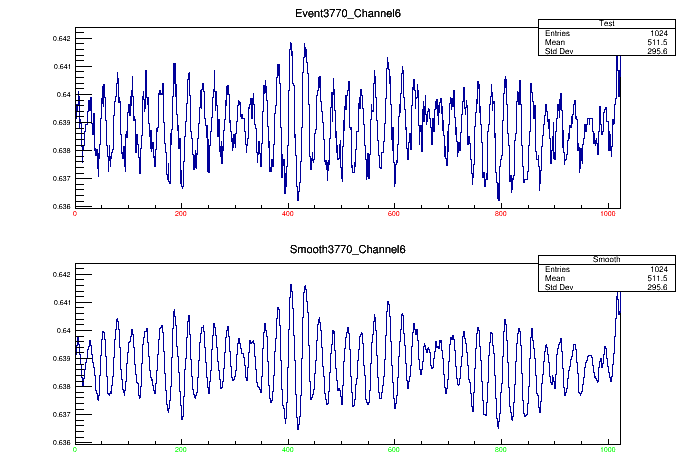 Event3770_Channel6
Test
Entries 1024
Mean 511.5
Std Dev 295.6
0.642
0.641
0.64
0.639
0.638
0.637
0.636
0 200 400 600 800 1000
Smooth3770_Channel6
Smooth
Entries 1024
Mean 511.5
Std Dev 295.6
0.642
0.641
0.64
0.639
0.638
0.637
0.636
0 200 400 600 800 1000